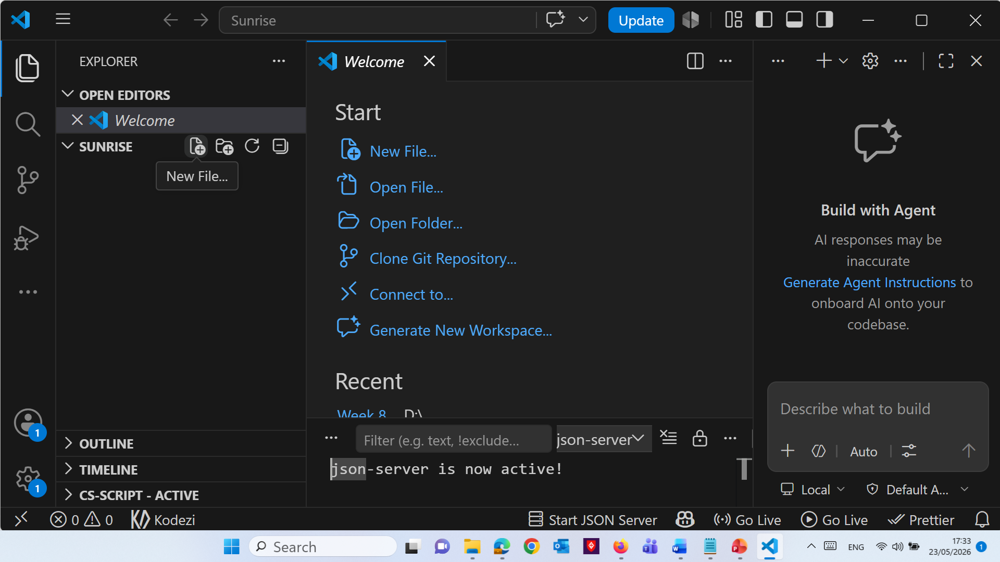 Sunrise
Update
EXPLORER
OPEN EDITORS
Welcome
SUNRISE
New File...
OUTLINE
TIMELINE
CS-SCRIPT - ACTIVE
1
1
Welcome
Start
New File...
Open File...
Open Folder...
Clone Git Repository...
Connect to...
Generate New Workspace...
Recent
Week 8 D:\
Filter (e.g. text, !exclude...
json-server
json-server is now active!
Build with Agent
AI responses may be
inaccurate
Generate Agent Instructions to
onboard AI onto your
codebase.
Describe what to build
Auto
Local
Default A...
0 0 Kodezi
Start JSON Server
Go Live
Go Live
Prettier
Search
ENG
17:33
23/05/2026
1